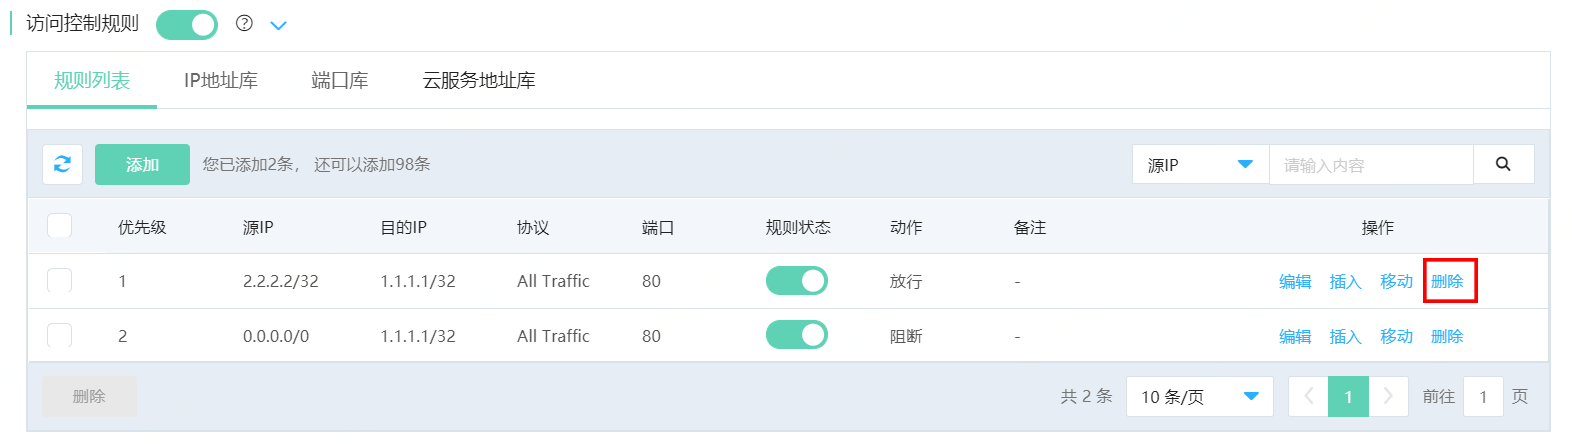 访问控制规则
规则列表 IP地址库 端口库 云服务地址库
添加 您已添加2条， 还可以添加98条 源IP 请输入内容
优先级 源IP 目的IP 协议 端口 规则状态 动作 备注 操作
1 2.2.2.2/32 1.1.1.1/32 All Traffic 80 放行 - 编辑 插入 移动 删除
2 0.0.0.0/0 1.1.1.1/32 All Traffic 80 阻断 - 编辑 插入 移动 删除
删除 共 2 条 10 条/页 1 前往 1 页